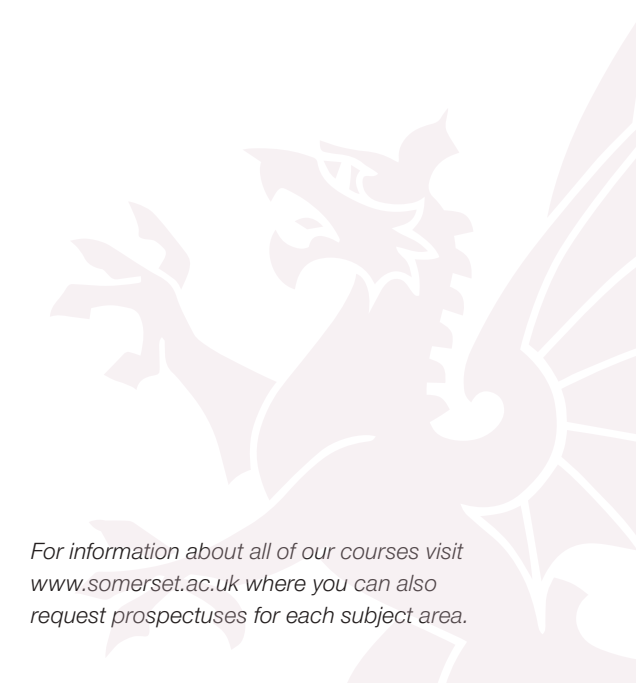 For information about all of our courses visit
www.somerset.ac.uk where you can also
request prospectuses for each subject area.